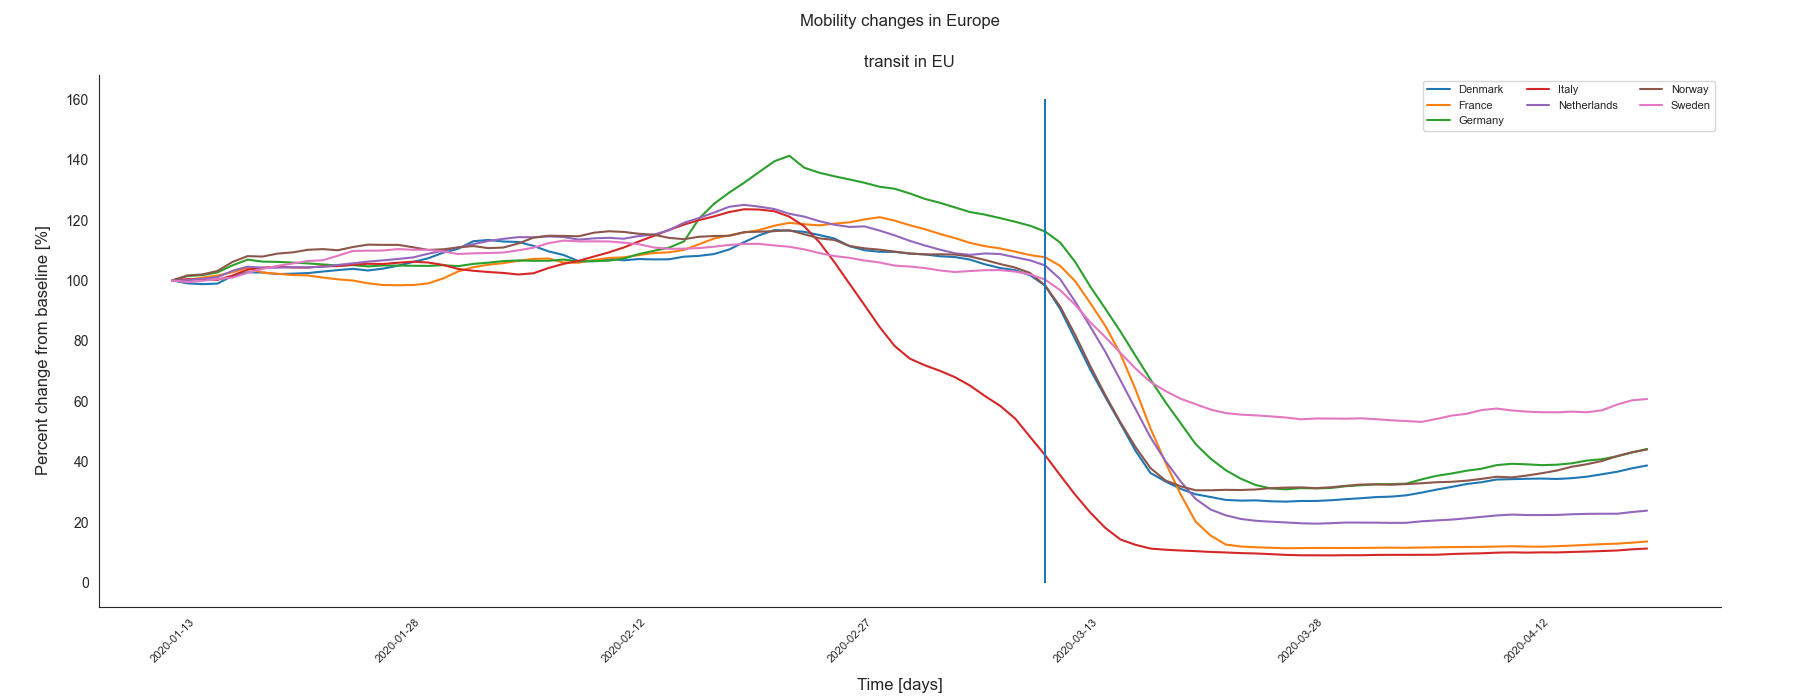 Mobility changes in Europe
transit in EU
Denmark
France
Germany
Italy
Netherlands
Norway
Sweden
Percent change from baseline [%]
160
140
120
100
80
60
40
20
0
2020-01-13
2020-01-28
2020-02-12
2020-02-27
2020-03-13
2020-03-28
2020-04-12
Time [days]